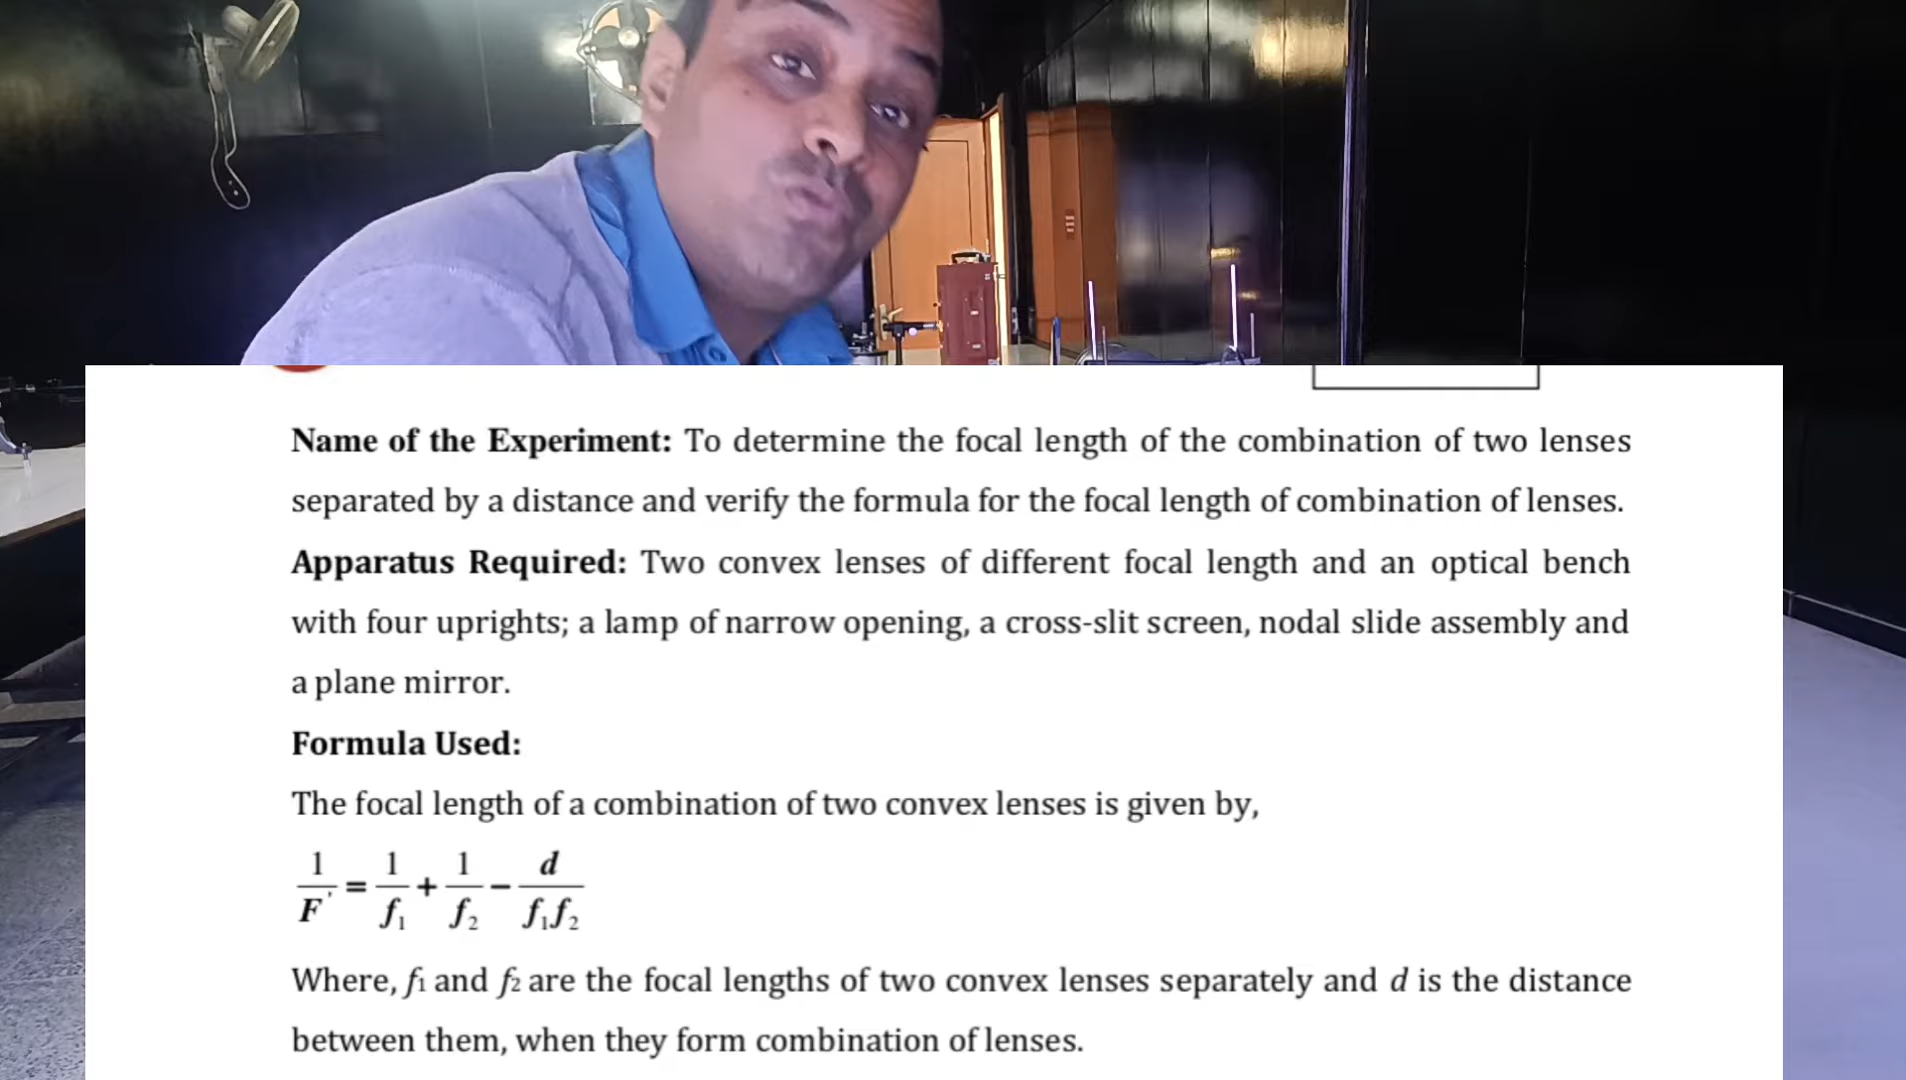 Name of the Experiment: To determine the focal length of the combination of two lenses
separated by a distance and verify the formula for the focal length of combination of lenses.
Apparatus Required: Two convex lenses of different focal length and an optical bench
with four uprights; a lamp of narrow opening, a cross-slit screen, nodal slide assembly and
a plane mirror.
Formula Used:
The focal length of a combination of two convex lenses is given by,
1/F' = 1/f₁ + 1/f₂ − d/f₁f₂
Where, f₁ and f₂ are the focal lengths of two convex lenses separately and d is the distance
between them, when they form combination of lenses.